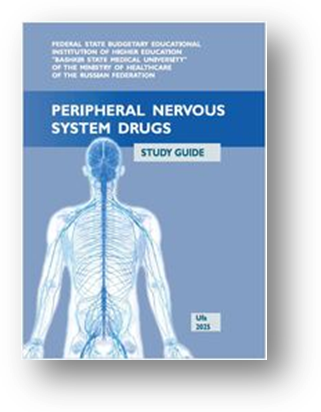 FEDERAL STATE BUDGETARY EDUCATIONAL
INSTITUTION OF HIGHER EDUCATION
"BASHKIR STATE MEDICAL UNIVERSITY"
OF THE MINISTRY OF HEALTHCARE
OF THE RUSSIAN FEDERATION
PERIPHERAL NERVOUS
SYSTEM DRUGS
STUDY GUIDE
Ufa
2025